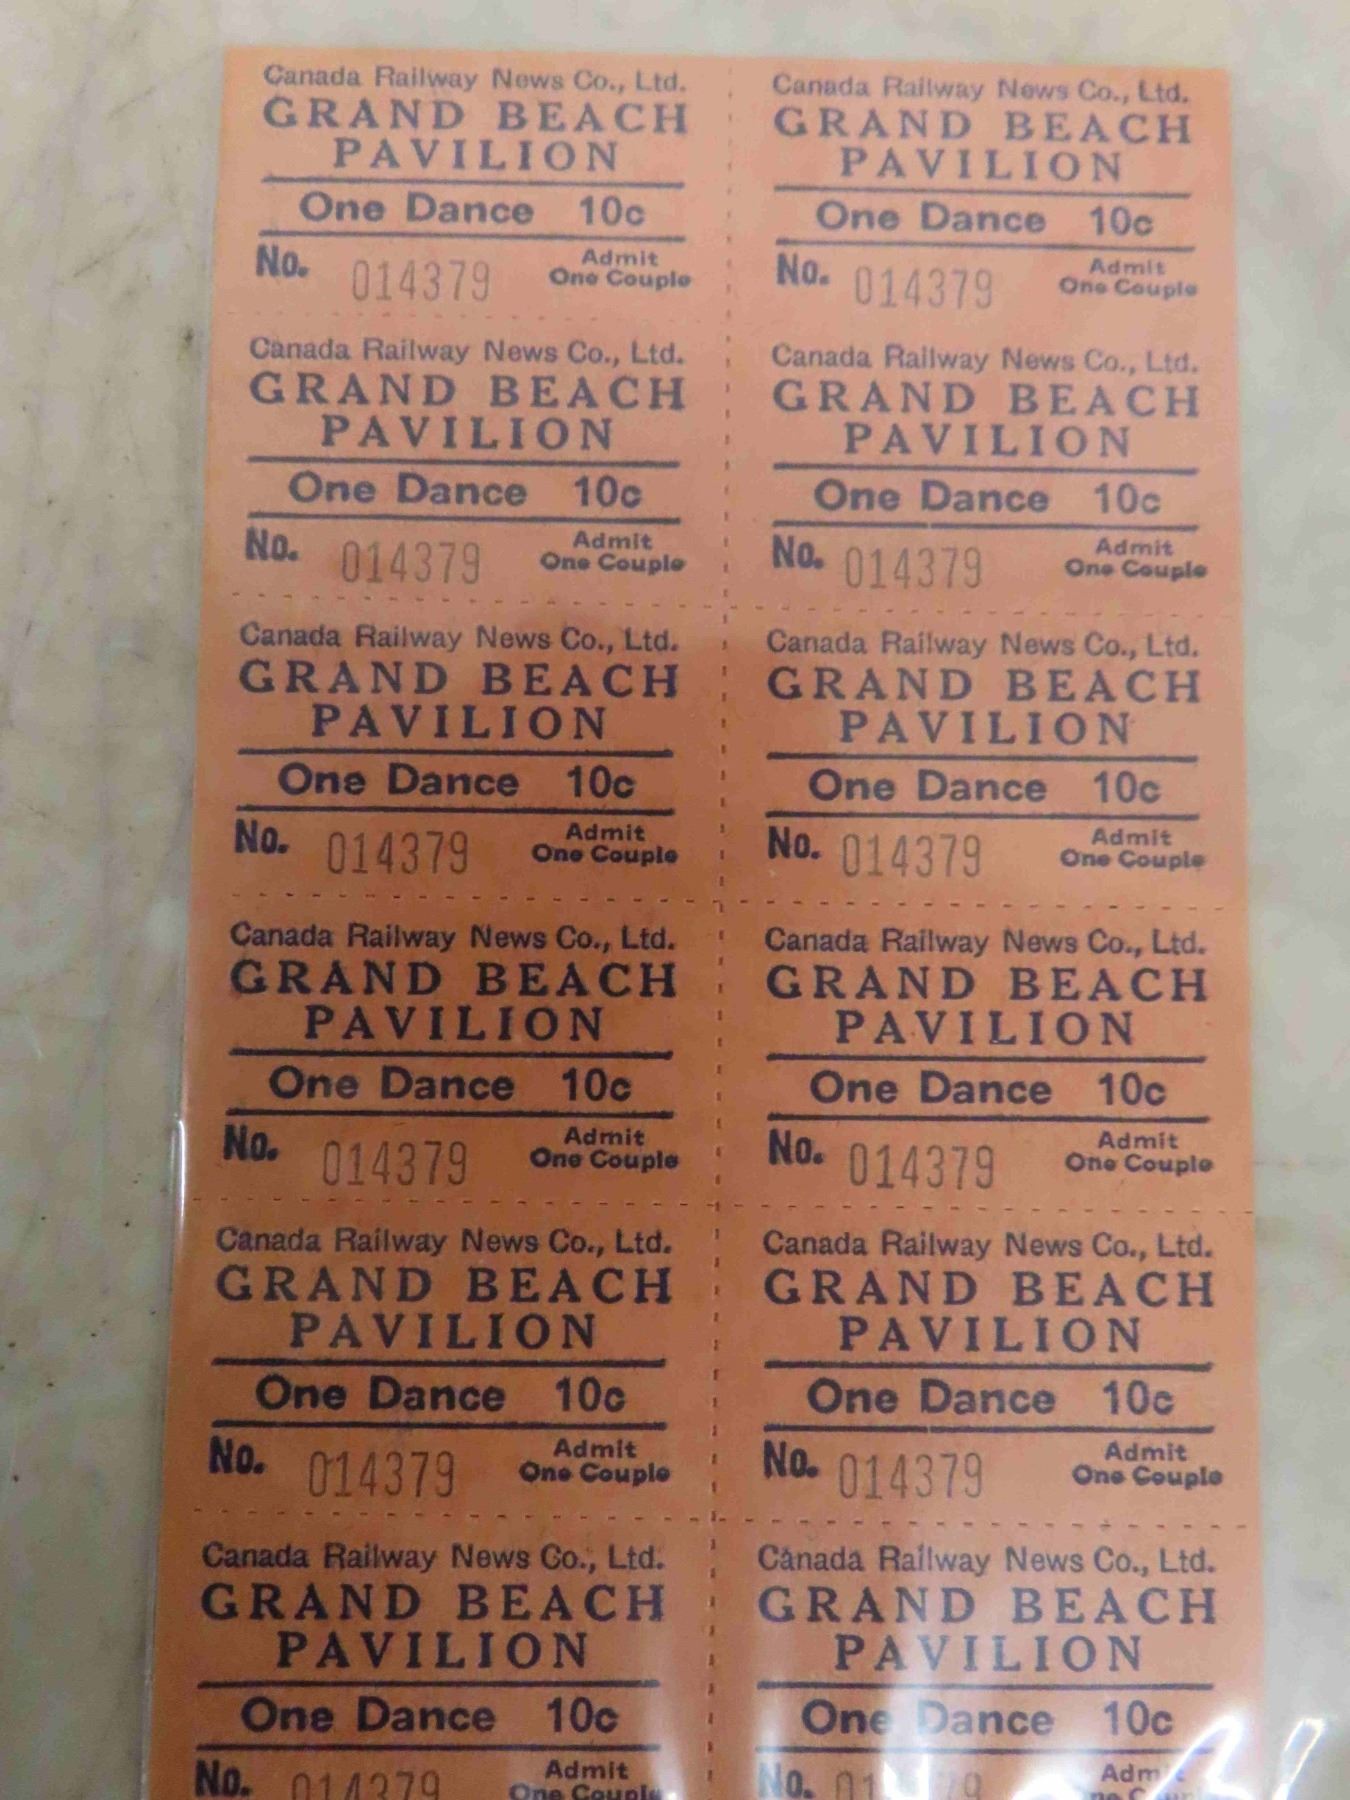 Canada Railway News Co., Ltd.
GRAND BEACH
PAVILION
One Dance 10c
No. 014379 Admit
One Couple
Canada Railway News Co., Ltd.
GRAND BEACH
PAVILION
One Dance 10c
No. 014379 Admit
One Couple
Canada Railway News Co., Ltd.
GRAND BEACH
PAVILION
One Dance 10c
No. 014379 Admit
One Couple
Canada Railway News Co., Ltd.
GRAND BEACH
PAVILION
One Dance 10c
No. 014379 Admit
One Couple
Canada Railway News Co., Ltd.
GRAND BEACH
PAVILION
One Dance 10c
No. 014379 Admit
One Couple
Canada Railway News Co., Ltd.
GRAND BEACH
PAVILION
One Dance 10c
No. 014379 Admit
One Couple
Canada Railway News Co., Ltd.
GRAND BEACH
PAVILION
One Dance 10c
No. 014379 Admit
One Couple
Canada Railway News Co., Ltd.
GRAND BEACH
PAVILION
One Dance 10c
No. 014379 Admit
One Couple
Canada Railway News Co., Ltd.
GRAND BEACH
PAVILION
One Dance 10c
No. 014379 Admit
One Couple
Canada Railway News Co., Ltd.
GRAND BEACH
PAVILION
One Dance 10c
No. 014379 Admit
One Couple
Canada Railway News Co., Ltd.
GRAND BEACH
PAVILION
One Dance 10c
No. 014379 Admit
One Couple
Canada Railway News Co., Ltd.
GRAND BEACH
PAVILION
One Dance 10c
No.